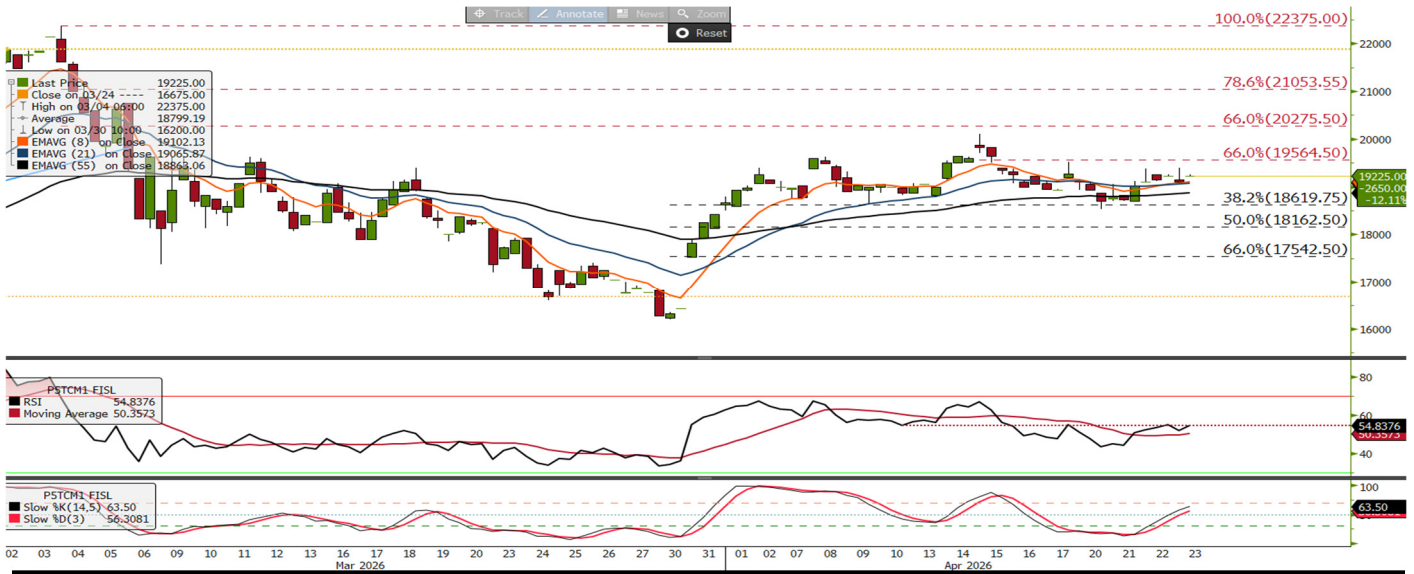 Track Annotate News Zoom
Reset
100.0%(22375.00)
22000
Last Price 19225.00
Close on 03/24 ---- 16675.00
High on 03/04 06:00 22375.00
Average 18799.19
Low on 03/30 10:00 16200.00
EMAVG (8) on Close 19102.13
EMAVG (21) on Close 19065.87
EMAVG (55) on Close 18863.06
78.6%(21053.55)
21000
66.0%(20275.50)
20000
66.0%(19564.50)
19225.00
-2650.00
-12.11%
38.2%(18619.75)
50.0%(18162.50)
18000
66.0%(17542.50)
17000
16000
P5TCM1 FISL
RSI 54.8376
Moving Average 50.3573
80
60
54.8376
50.3573
40
P5TCM1 FISL
Slow %K(14,5) 63.50
Slow %D(3) 56.3081
100
63.50
0
02 03 04 05 06 09 10 11 12 13 16 17 18 19 20 23 24 25 26 27 30 31 01 02 07 08 09 10 13 14 15 16 17 20 21 22 23
Mar 2026 Apr 2026